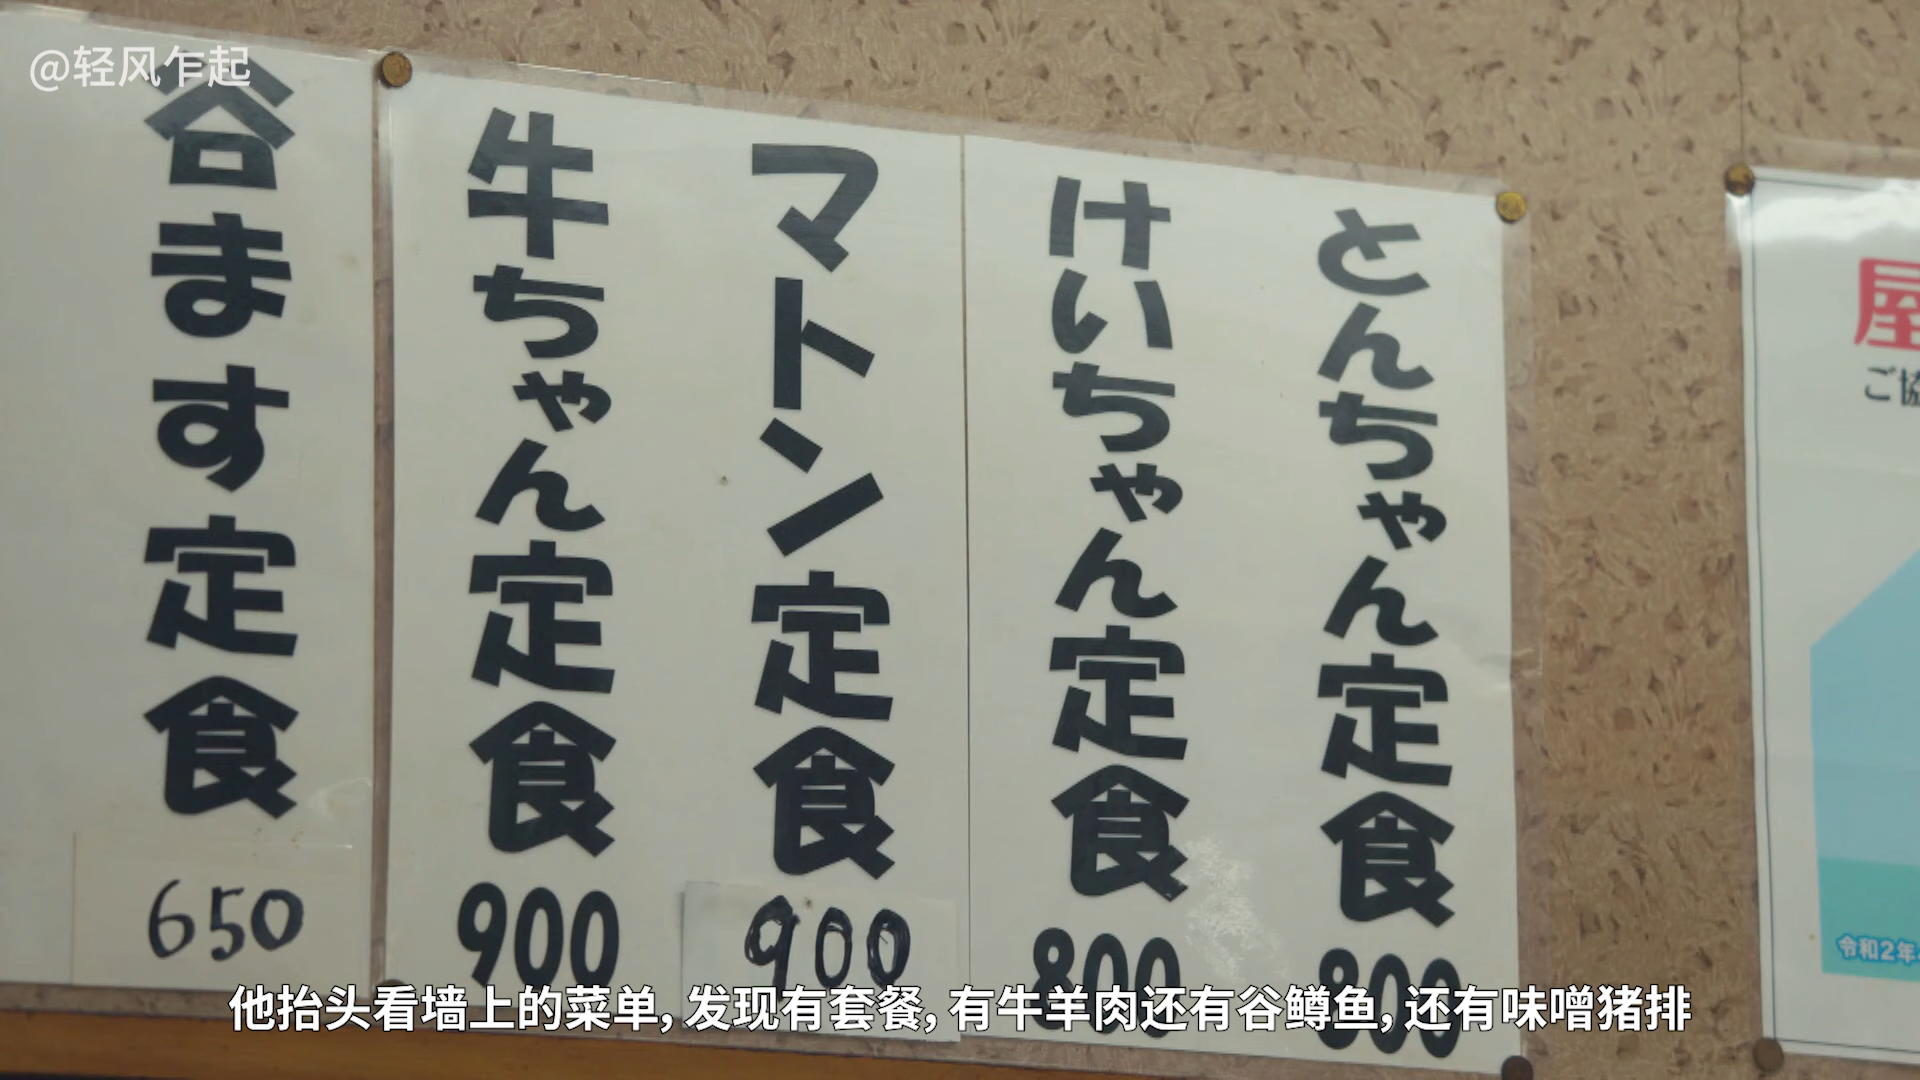 @轻风乍起
とんちゃん定食
800
けいちゃん定食
800
マトン定食
900
牛ちゃん定食
900
谷ます定食
650
屋
ご協
令和2年
他抬头看墙上的菜单, 发现有套餐, 有牛羊肉还有谷鳟鱼, 还有味噌猪排